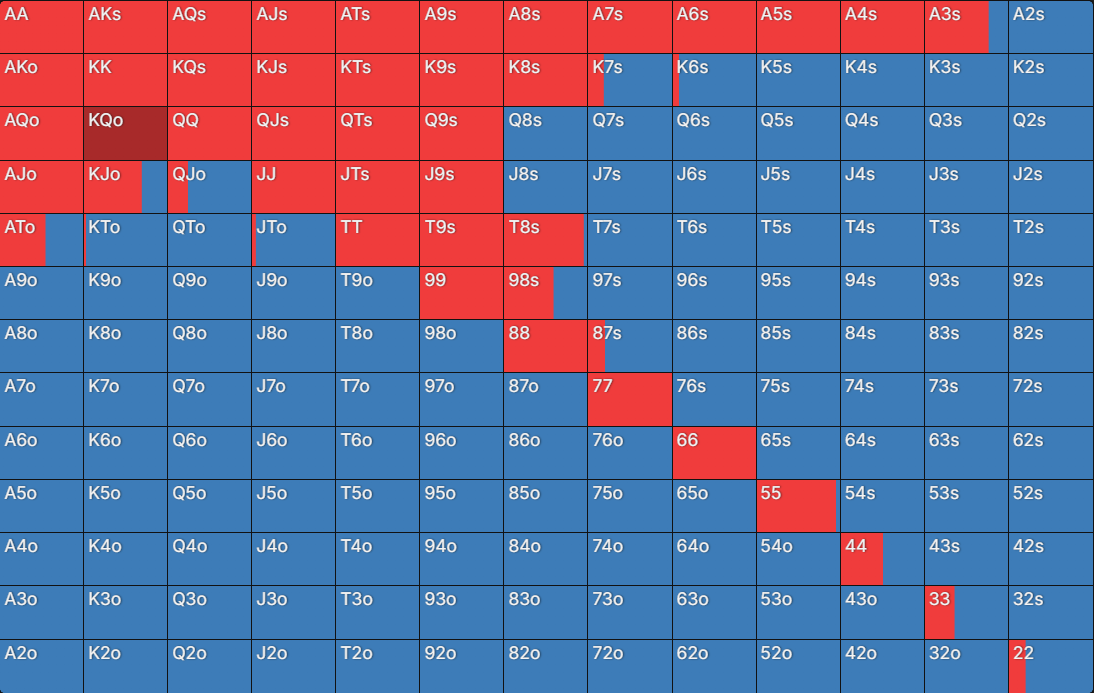 AA AKs AQs AJs ATs A9s A8s A7s A6s A5s A4s A3s A2s
AKo KK KQs KJs KTs K9s K8s K7s K6s K5s K4s K3s K2s
AQo KQo QQ QJs QTs Q9s Q8s Q7s Q6s Q5s Q4s Q3s Q2s
AJo KJo QJo JJ JTs J9s J8s J7s J6s J5s J4s J3s J2s
ATo KTo QTo JTo TT T9s T8s T7s T6s T5s T4s T3s T2s
A9o K9o Q9o J9o T9o 99 98s 97s 96s 95s 94s 93s 92s
A8o K8o Q8o J8o T8o 98o 88 87s 86s 85s 84s 83s 82s
A7o K7o Q7o J7o T7o 97o 87o 77 76s 75s 74s 73s 72s
A6o K6o Q6o J6o T6o 96o 86o 76o 66 65s 64s 63s 62s
A5o K5o Q5o J5o T5o 95o 85o 75o 65o 55 54s 53s 52s
A4o K4o Q4o J4o T4o 94o 84o 74o 64o 54o 44 43s 42s
A3o K3o Q3o J3o T3o 93o 83o 73o 63o 53o 43o 33 32s
A2o K2o Q2o J2o T2o 92o 82o 72o 62o 52o 42o 32o 22